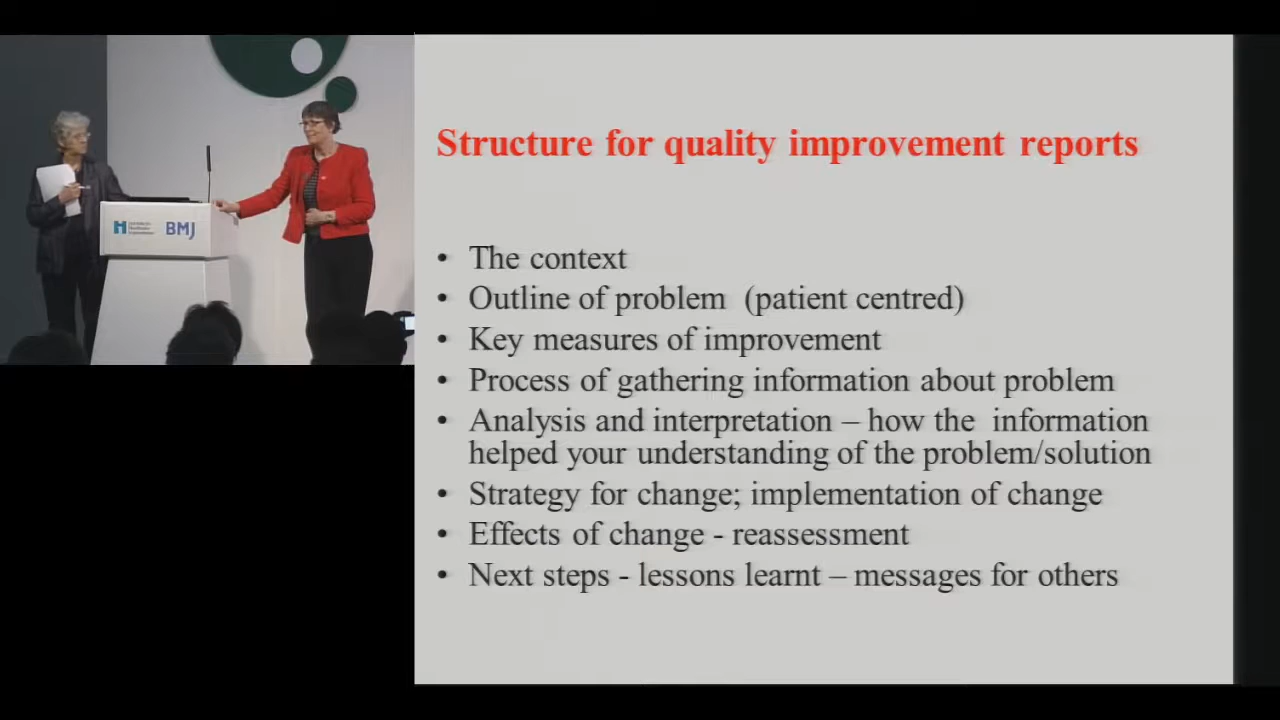 BMJ
Structure for quality improvement reports
• The context
• Outline of problem (patient centred)
• Key measures of improvement
• Process of gathering information about problem
• Analysis and interpretation – how the information
helped your understanding of the problem/solution
• Strategy for change; implementation of change
• Effects of change - reassessment
• Next steps - lessons learnt – messages for others